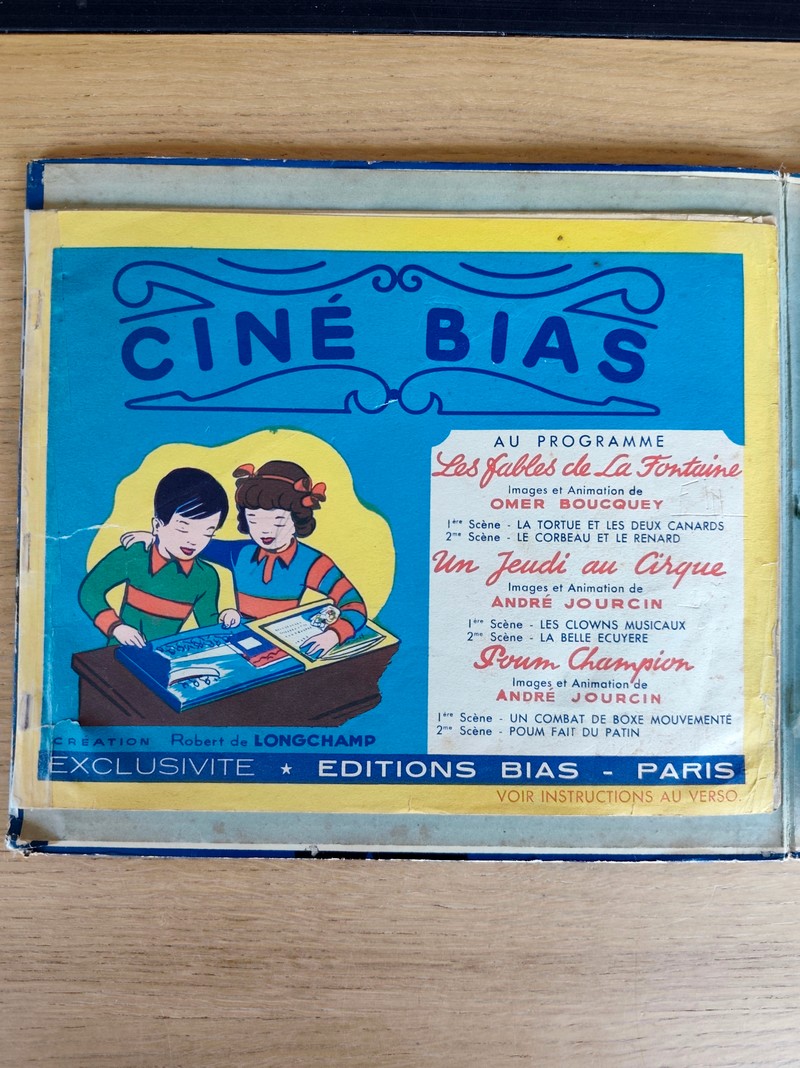 CINÉ BIAS
AU PROGRAMME
Les fables de La Fontaine
Images et Animation de
OMER BOUCQUEY
1ère Scène - LA TORTUE ET LES DEUX CANARDS
2me Scène - LE CORBEAU ET LE RENARD
Un Jeudi au Cirque
Images et Animation de
ANDRÉ JOURCIN
1ère Scène - LES CLOWNS MUSICAUX
2me Scène - LA BELLE ECUYERE
Poum Champion
Images et Animation de
ANDRÉ JOURCIN
1ère Scène - UN COMBAT DE BOXE MOUVEMENTÉ
2me Scène - POUM FAIT DU PATIN
CREATION Robert de LONGCHAMP
EXCLUSIVITE ★ EDITIONS BIAS - PARIS
VOIR INSTRUCTIONS AU VERSO.